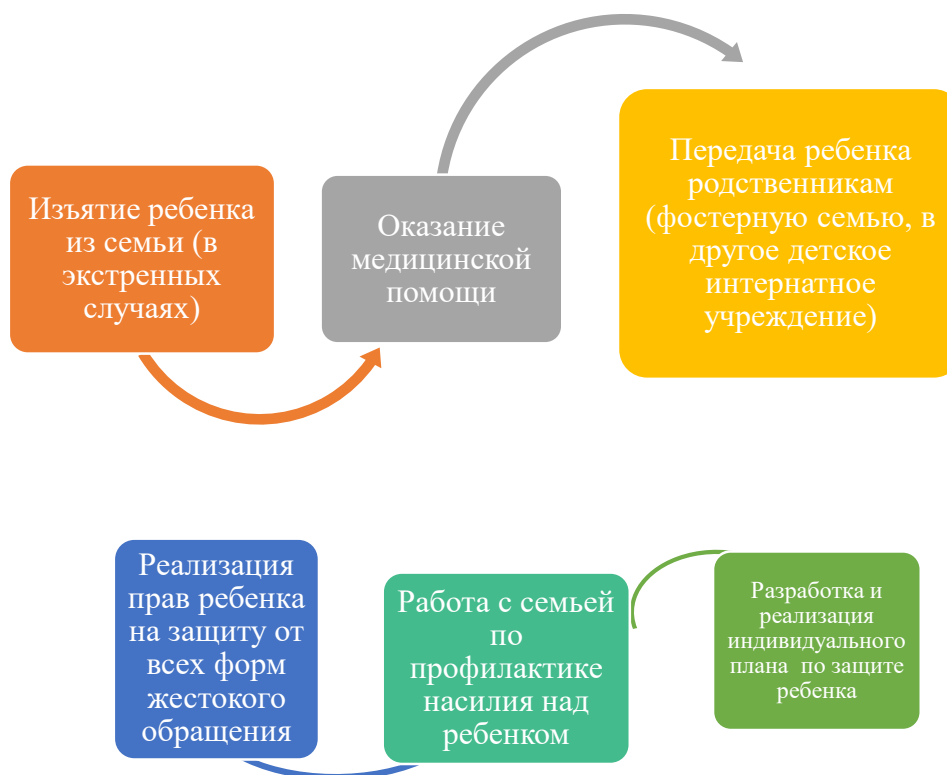 Изъятие ребенка
из семьи (в
экстренных
случаях)
Оказание
медицинской
помощи
Передача ребенка
родственникам
(фостерную семью, в
другое детское
интернатное
учреждение)
Реализация
прав ребенка
на защиту от
всех форм
жестокого
обращения
Работа с семьей
по
профилактике
насилия над
ребенком
Разработка и
реализация
индивидуального
плана по защите
ребенка